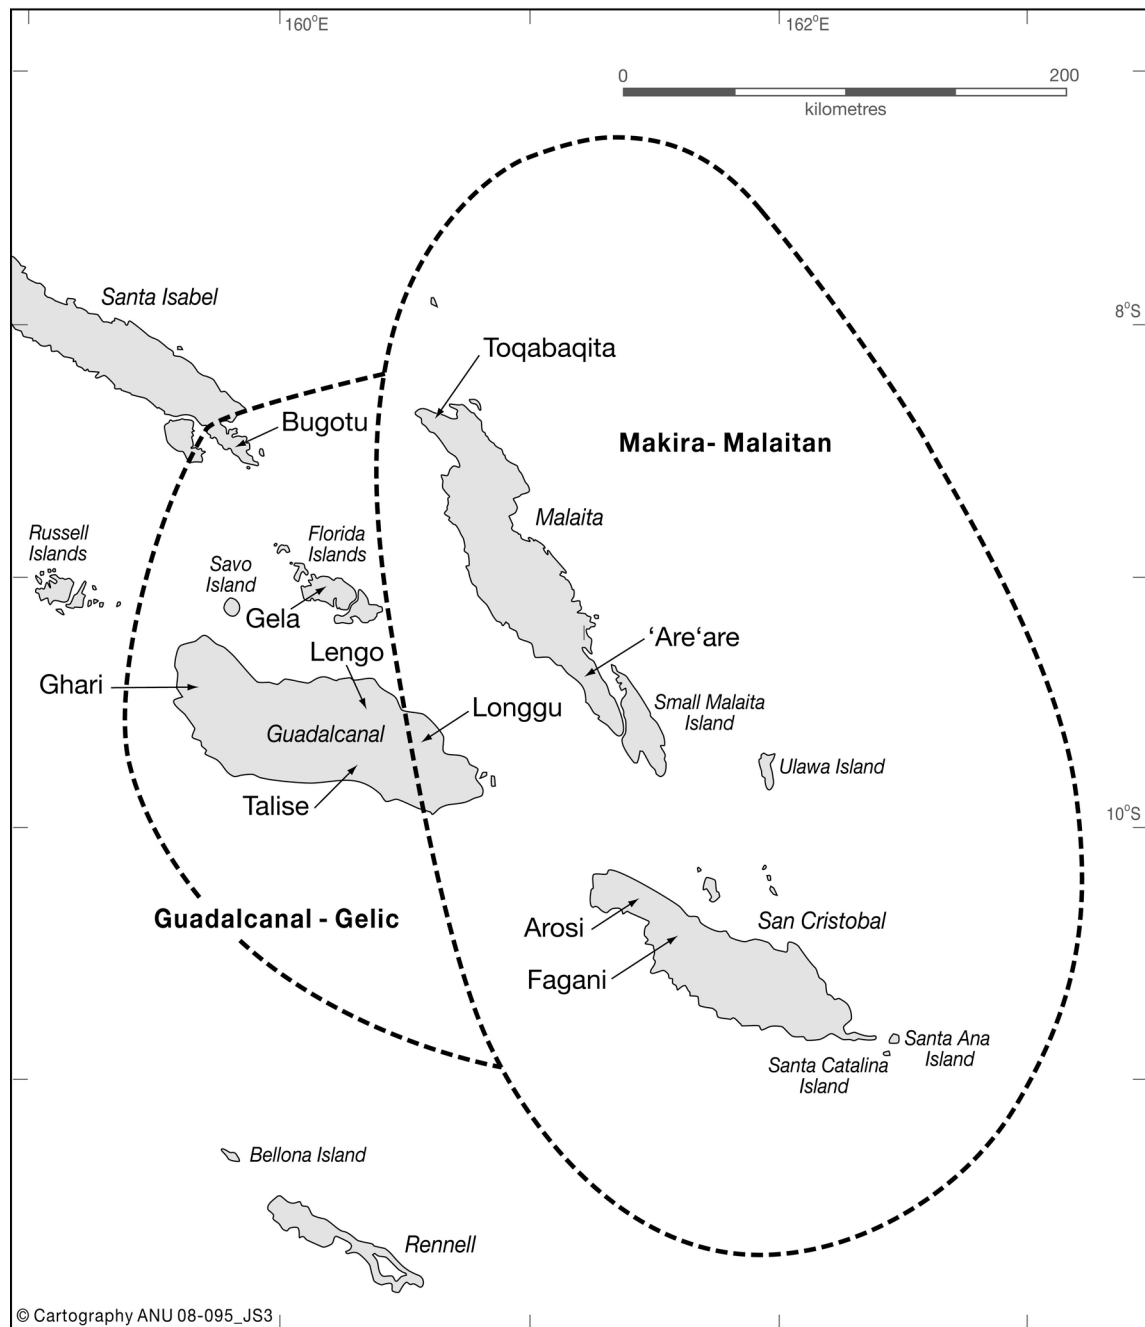 160°E
162°E
0
200
kilometres
Santa Isabel
8°S
Toqabaqita
Bugotu
Makira- Malaitan
Malaita
Russell
Islands
Florida
Islands
Savo
Island
Gela
‘Are‘are
Lengo
Ghari
Longgu
Small Malaita
Island
Guadalcanal
Ulawa Island
Talise
10°S
Guadalcanal - Gelic
San Cristobal
Arosi
Fagani
Santa Ana
Island
Santa Catalina
Island
Bellona Island
Rennell
© Cartography ANU 08-095_JS3